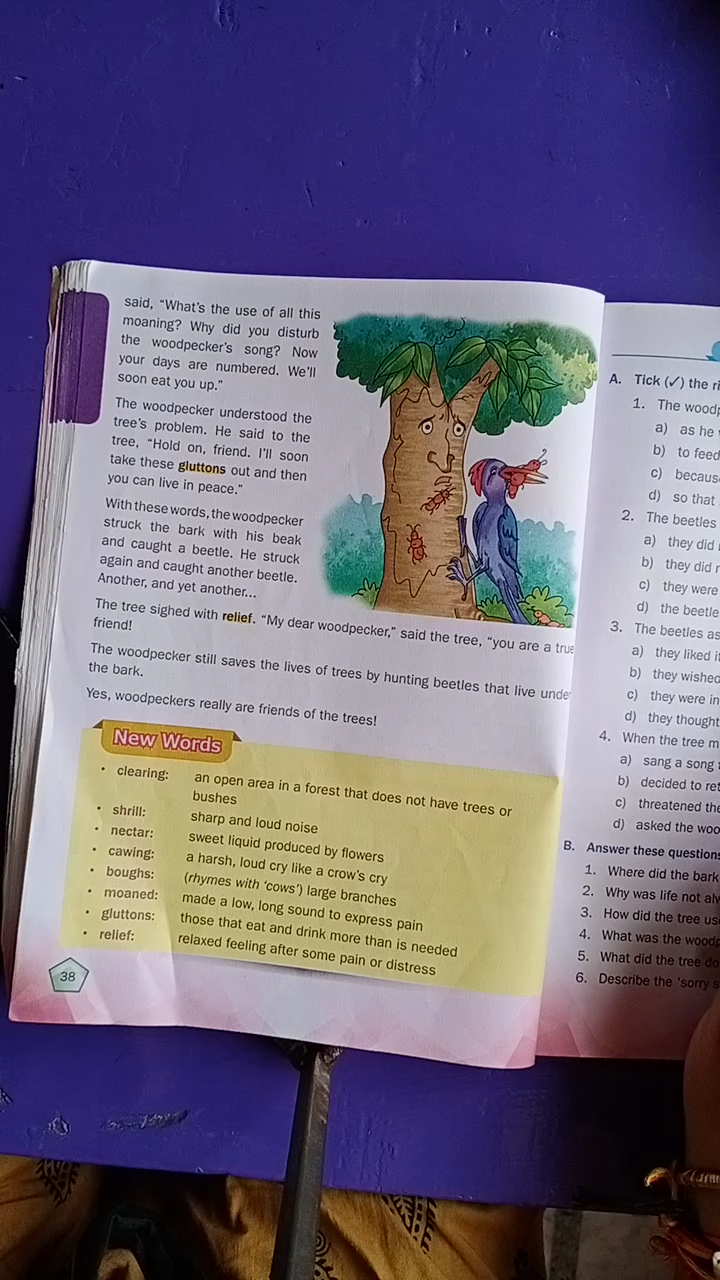 said, “What’s the use of all this
moaning? Why did you disturb
the woodpecker’s song? Now
your days are numbered. We’ll
soon eat you up.”
The woodpecker understood the
tree’s problem. He said to the
tree, “Hold on, friend. I’ll soon
take these gluttons out and then
you can live in peace.”
With these words, the woodpecker
struck the bark with his beak
and caught a beetle. He struck
again and caught another beetle.
Another, and yet another...
The tree sighed with relief. “My dear woodpecker,” said the tree, “you are a true
friend!
The woodpecker still saves the lives of trees by hunting beetles that live under
the bark.
Yes, woodpeckers really are friends of the trees!
New Words
• clearing: an open area in a forest that does not have trees or
bushes
• shrill: sharp and loud noise
• nectar: sweet liquid produced by flowers
• cawing: a harsh, loud cry like a crow’s cry
• boughs: (rhymes with ‘cows’) large branches
• moaned: made a low, long sound to express pain
• gluttons: those that eat and drink more than is needed
• relief: relaxed feeling after some pain or distress
38
A. Tick (✓) the
1. The
a) as he
b) to feed
c)
d) so that
2. The beetles
a) they did
b) they did
c) they were
d) the beetle
3. The beetles
a) they liked
b) they wished
c) they were in
d) they thought
4. When the tree
a) sang a song
b) decided to
c) threatened the
d) asked the
B. Answer these questions
1. Where did the bark
2. Why was life not
3. How did the tree
4. What was the
5. What did the tree do
6. Describe the ‘sorry